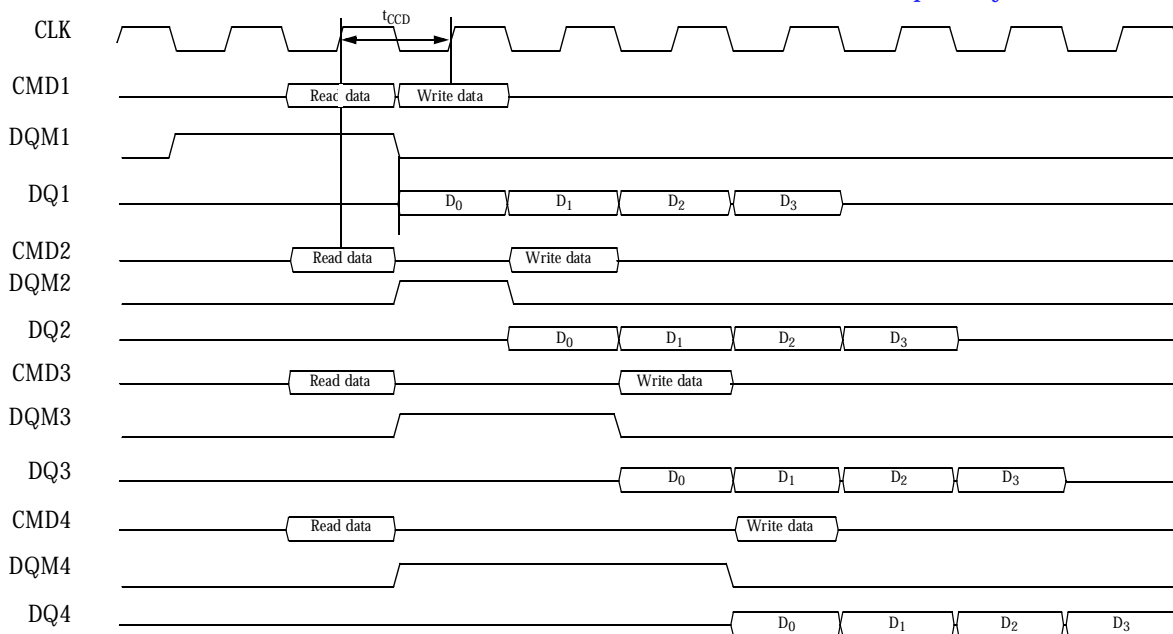 tCCD
CLK
CMD1 Read data Write data
DQM1
DQ1 D0 D1 D2 D3
CMD2 Read data Write data
DQM2
DQ2 D0 D1 D2 D3
CMD3 Read data Write data
DQM3
DQ3 D0 D1 D2 D3
CMD4 Read data Write data
DQM4
DQ4 D0 D1 D2 D3